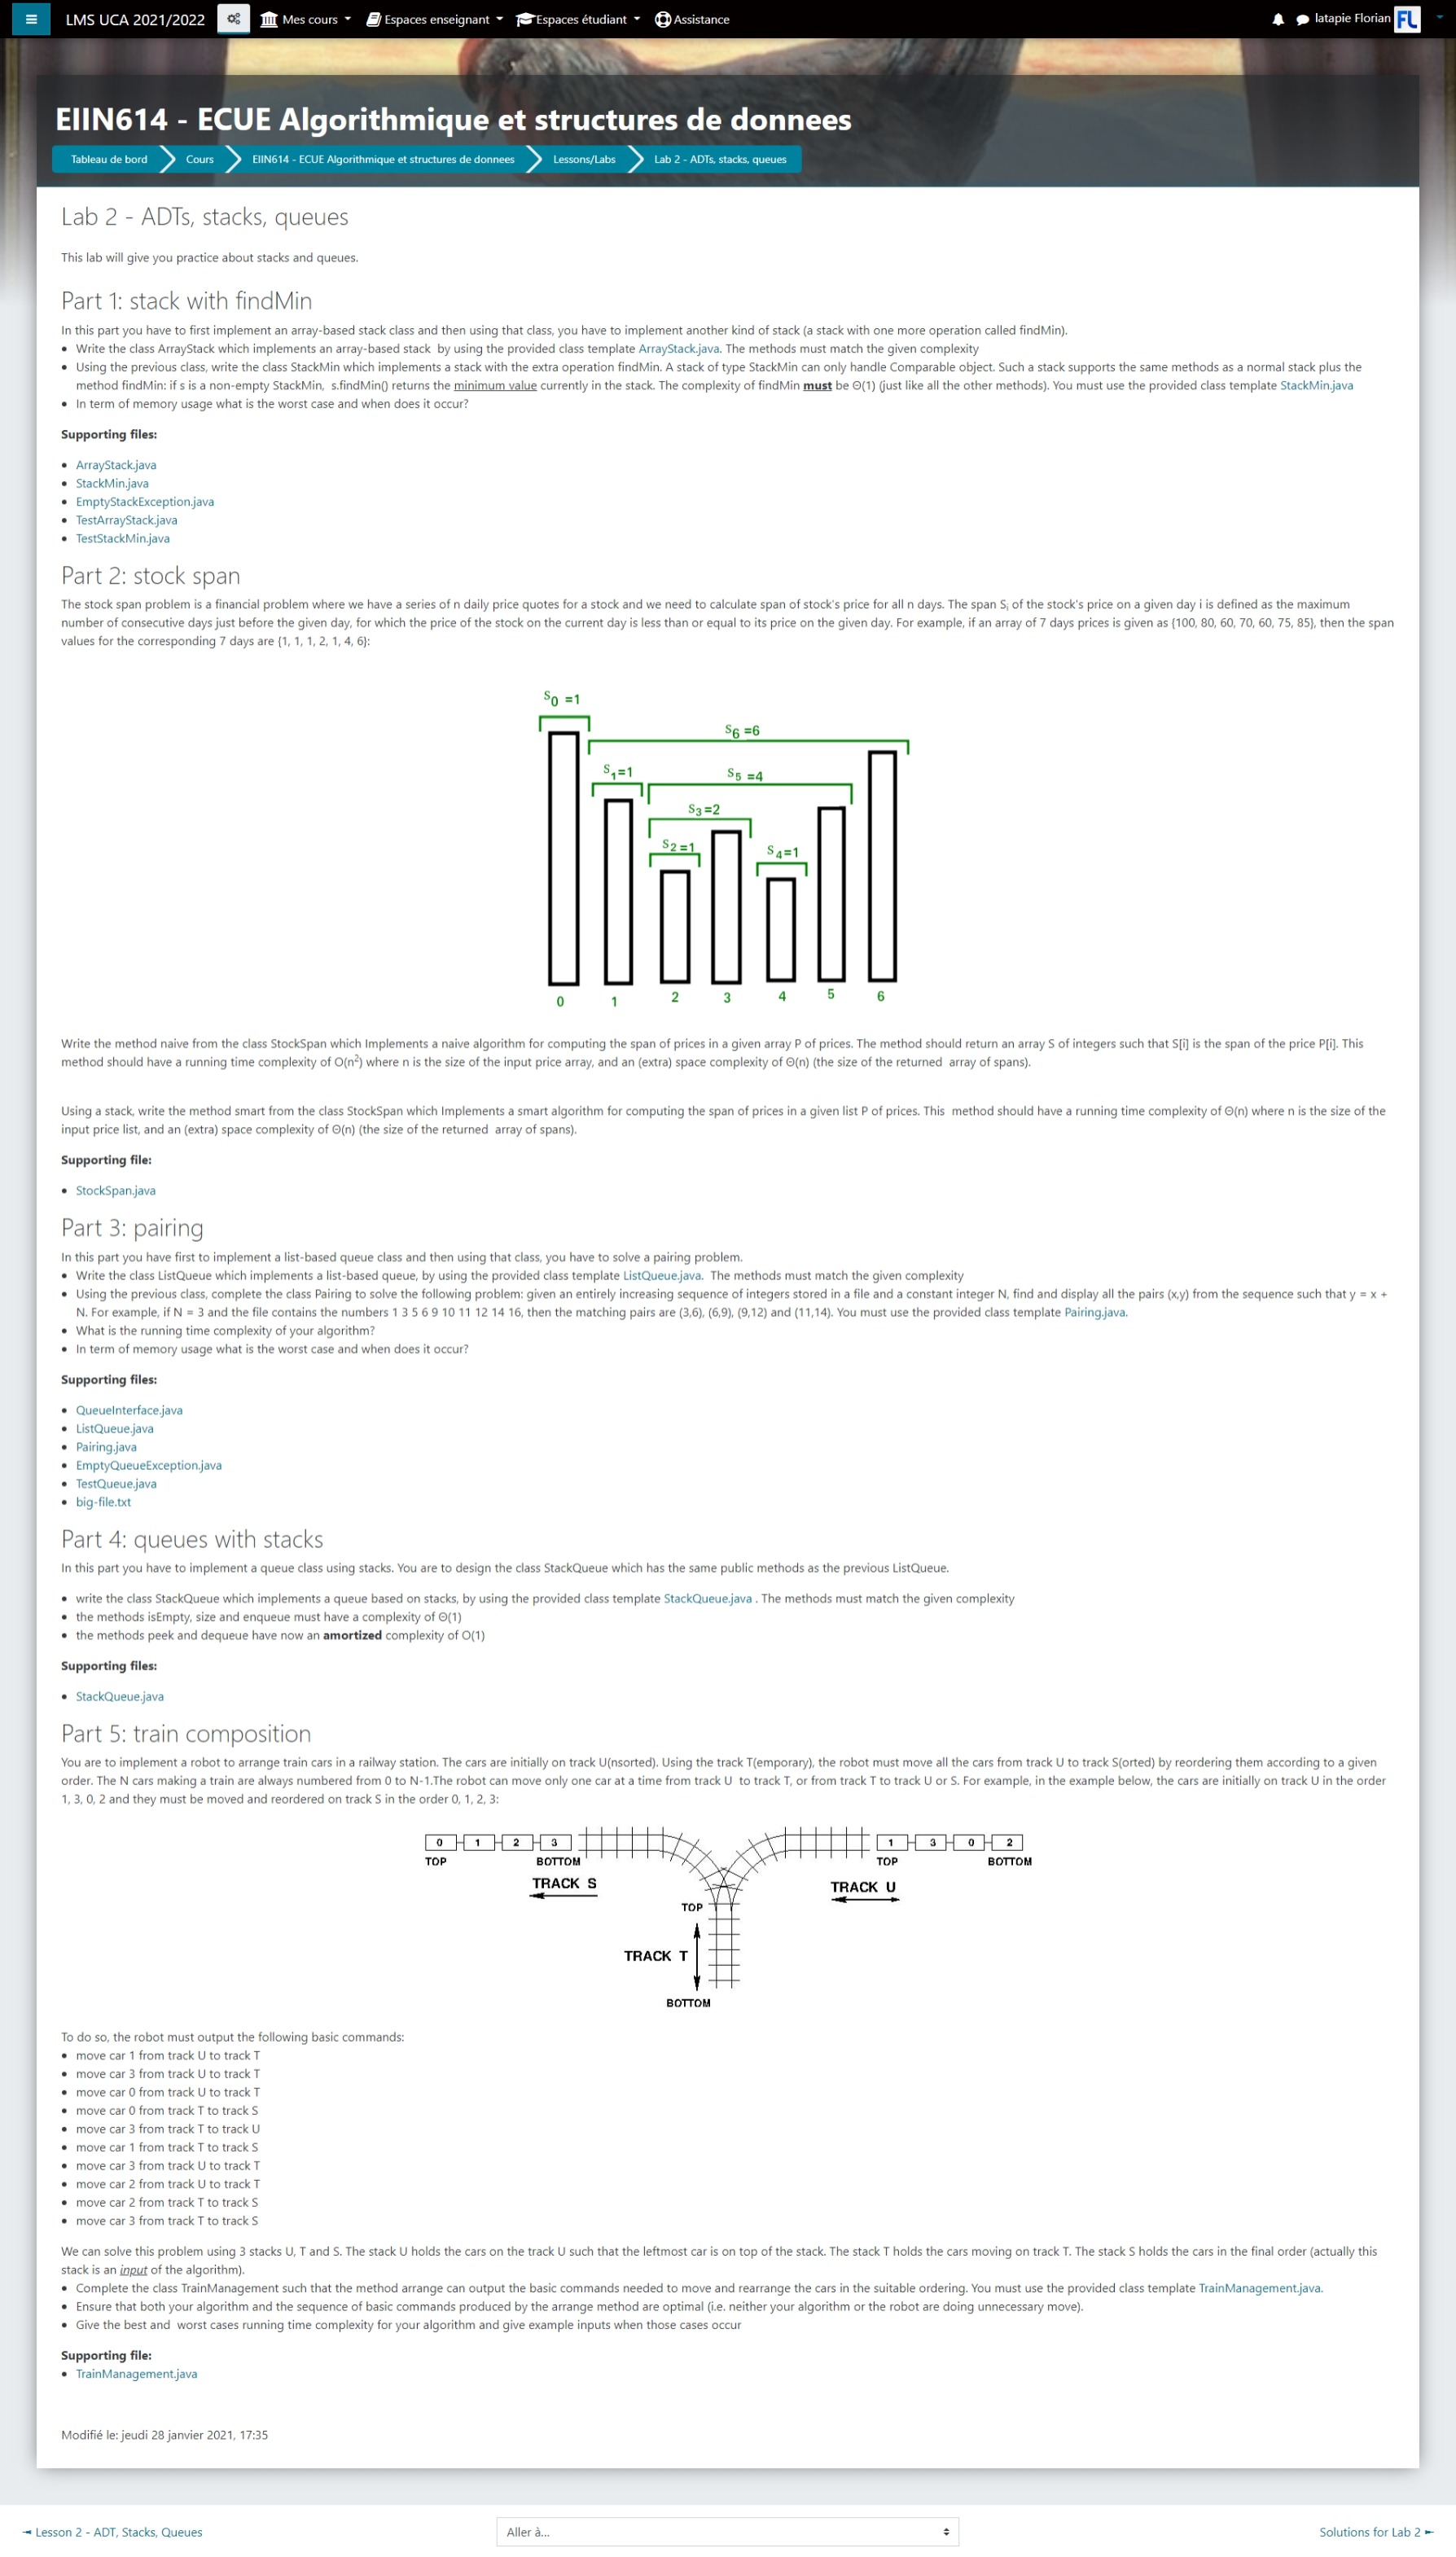 LMS UCA 2021/2022 Mes cours Espaces enseignant Espaces étudiant Assistance latapie Florian FL
EIIN614 - ECUE Algorithmique et structures de donnees
Tableau de bord Cours EIIN614 - ECUE Algorithmique et structures de donnees Lessons/Labs Lab 2 - ADTs, stacks, queues
Lab 2 - ADTs, stacks, queues
This lab will give you practice about stacks and queues.
Part 1: stack with findMin
In this part you have to first implement an array-based stack class and then using that class, you have to implement another kind of stack (a stack with one more operation called findMin).
• Write the class ArrayStack which implements an array-based stack by using the provided class template ArrayStack.java. The methods must match the given complexity
• Using the previous class, write the class StackMin which implements a stack with the extra operation findMin. A stack of type StackMin can only handle Comparable object. Such a stack supports the same methods as a normal stack plus the
method findMin: if s is a non-empty StackMin, s.findMin() returns the minimum value currently in the stack. The complexity of findMin must be Θ(1) (just like all the other methods). You must use the provided class template StackMin.java
• In term of memory usage what is the worst case and when does it occur?
Supporting files:
• ArrayStack.java
• StackMin.java
• EmptyStackException.java
• TestArrayStack.java
• TestStackMin.java
Part 2: stock span
The stock span problem is a financial problem where we have a series of n daily price quotes for a stock and we need to calculate span of stock's price for all n days. The span Sᵢ of the stock's price on a given day i is defined as the maximum
number of consecutive days just before the given day, for which the price of the stock on the current day is less than or equal to its price on the given day. For example, if an array of 7 days prices is given as {100, 80, 60, 70, 60, 75, 85}, then the span
values for the corresponding 7 days are {1, 1, 1, 2, 1, 4, 6}:
S0 =1
S6 =6
S1=1 S5 =4
S3=2
S2=1 S4=1
0 1 2 3 4 5 6
Write the method naive from the class StockSpan which Implements a naive algorithm for computing the span of prices in a given array P of prices. The method should return an array S of integers such that S[i] is the span of the price P[i]. This
method should have a running time complexity of O(n²) where n is the size of the input price array, and an (extra) space complexity of Θ(n) (the size of the returned array of spans).
Using a stack, write the method smart from the class StockSpan which Implements a smart algorithm for computing the span of prices in a given list P of prices. This method should have a running time complexity of Θ(n) where n is the size of the
input price list, and an (extra) space complexity of Θ(n) (the size of the returned array of spans).
Supporting file:
• StockSpan.java
Part 3: pairing
In this part you have first to implement a list-based queue class and then using that class, you have to solve a pairing problem.
• Write the class ListQueue which implements a list-based queue, by using the provided class template ListQueue.java. The methods must match the given complexity
• Using the previous class, complete the class Pairing to solve the following problem: given an entirely increasing sequence of integers stored in a file and a constant integer N, find and display all the pairs (x,y) from the sequence such that y = x +
N. For example, if N = 3 and the file contains the numbers 1 3 5 6 9 10 11 12 14 16, then the matching pairs are (3,6), (6,9), (9,12) and (11,14). You must use the provided class template Pairing.java.
• What is the running time complexity of your algorithm?
• In term of memory usage what is the worst case and when does it occur?
Supporting files:
• QueueInterface.java
• ListQueue.java
• Pairing.java
• EmptyQueueException.java
• TestQueue.java
• big-file.txt
Part 4: queues with stacks
In this part you have to implement a queue class using stacks. You are to design the class StackQueue which has the same public methods as the previous ListQueue.
• write the class StackQueue which implements a queue based on stacks, by using the provided class template StackQueue.java . The methods must match the given complexity
• the methods isEmpty, size and enqueue must have a complexity of Θ(1)
• the methods peek and dequeue have now an amortized complexity of O(1)
Supporting files:
• StackQueue.java
Part 5: train composition
You are to implement a robot to arrange train cars in a railway station. The cars are initially on track U(nsorted). Using the track T(emporary), the robot must move all the cars from track U to track S(orted) by reordering them according to a given
order. The N cars making a train are always numbered from 0 to N-1.The robot can move only one car at a time from track U to track T, or from track T to track U or S. For example, in the example below, the cars are initially on track U in the order
1, 3, 0, 2 and they must be moved and reordered on track S in the order 0, 1, 2, 3:
0 1 2 3 1 3 0 2
TOP BOTTOM TOP BOTTOM
TRACK S TRACK U
TOP
TRACK T
BOTTOM
To do so, the robot must output the following basic commands:
• move car 1 from track U to track T
• move car 3 from track U to track T
• move car 0 from track U to track T
• move car 0 from track T to track S
• move car 3 from track T to track U
• move car 1 from track T to track S
• move car 3 from track U to track T
• move car 2 from track U to track T
• move car 2 from track T to track S
• move car 3 from track T to track S
We can solve this problem using 3 stacks U, T and S. The stack U holds the cars on the track U such that the leftmost car is on top of the stack. The stack T holds the cars moving on track T. The stack S holds the cars in the final order (actually this
stack is an input of the algorithm).
• Complete the class TrainManagement such that the method arrange can output the basic commands needed to move and rearrange the cars in the suitable ordering. You must use the provided class template TrainManagement.java.
• Ensure that both your algorithm and the sequence of basic commands produced by the arrange method are optimal (i.e. neither your algorithm or the robot are doing unnecessary move).
• Give the best and worst cases running time complexity for your algorithm and give example inputs when those cases occur
Supporting file:
• TrainManagement.java
Modifié le: jeudi 28 janvier 2021, 17:35
◄ Lesson 2 - ADT, Stacks, Queues Aller à... Solutions for Lab 2 ►